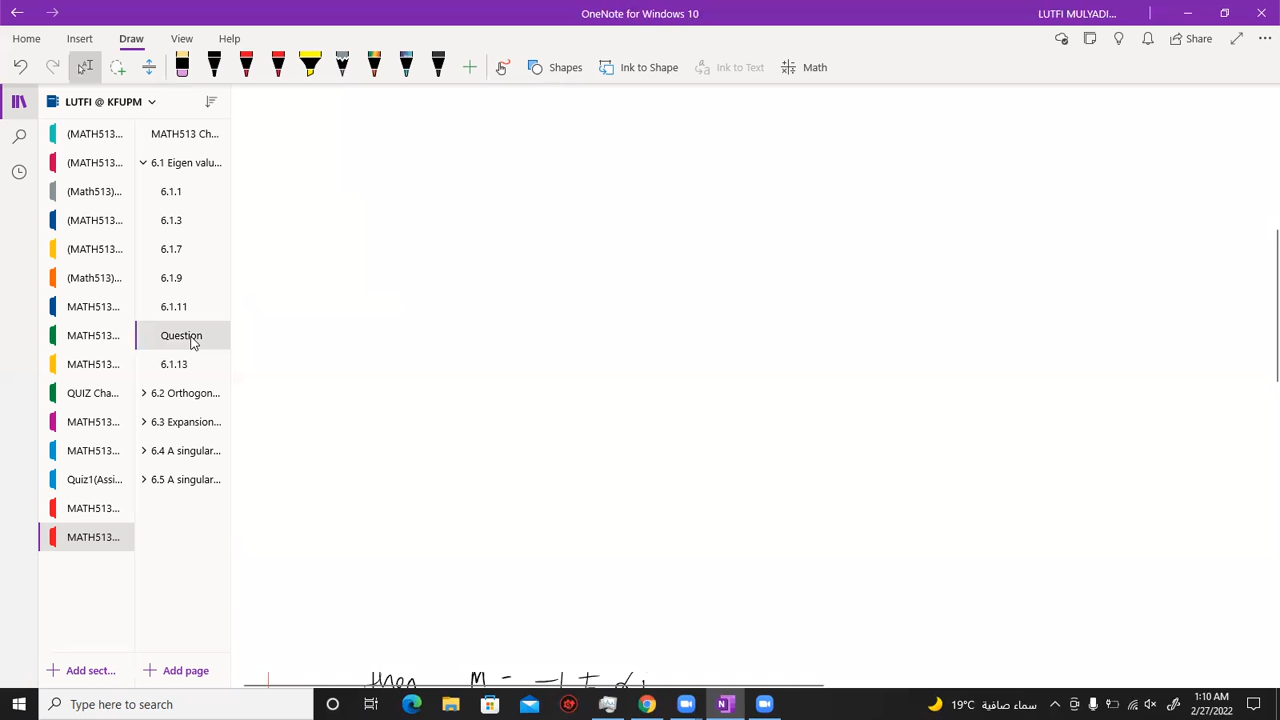 OneNote for Windows 10
LUTFI MULYADI...
Home
Insert
Draw
View
Help
Share
Shapes
Ink to Shape
Ink to Text
Math
LUTFI @ KFUPM
(MATH513...
(MATH513...
(Math513)...
(MATH513...
(MATH513...
(Math513)...
MATH513...
MATH513...
MATH513...
QUIZ Cha...
MATH513...
MATH513...
Quiz1(Assi...
MATH513...
MATH513...
MATH513 Ch...
6.1 Eigen valu...
6.1.1
6.1.3
6.1.7
6.1.9
6.1.11
Question
6.1.13
6.2 Orthogon...
6.3 Expansion...
6.4 A singular...
6.5 A singular...
Add sect...
Add page
then M = -1 ± αi
Type here to search
19°C سماء صافية
1:10 AM
2/27/2022